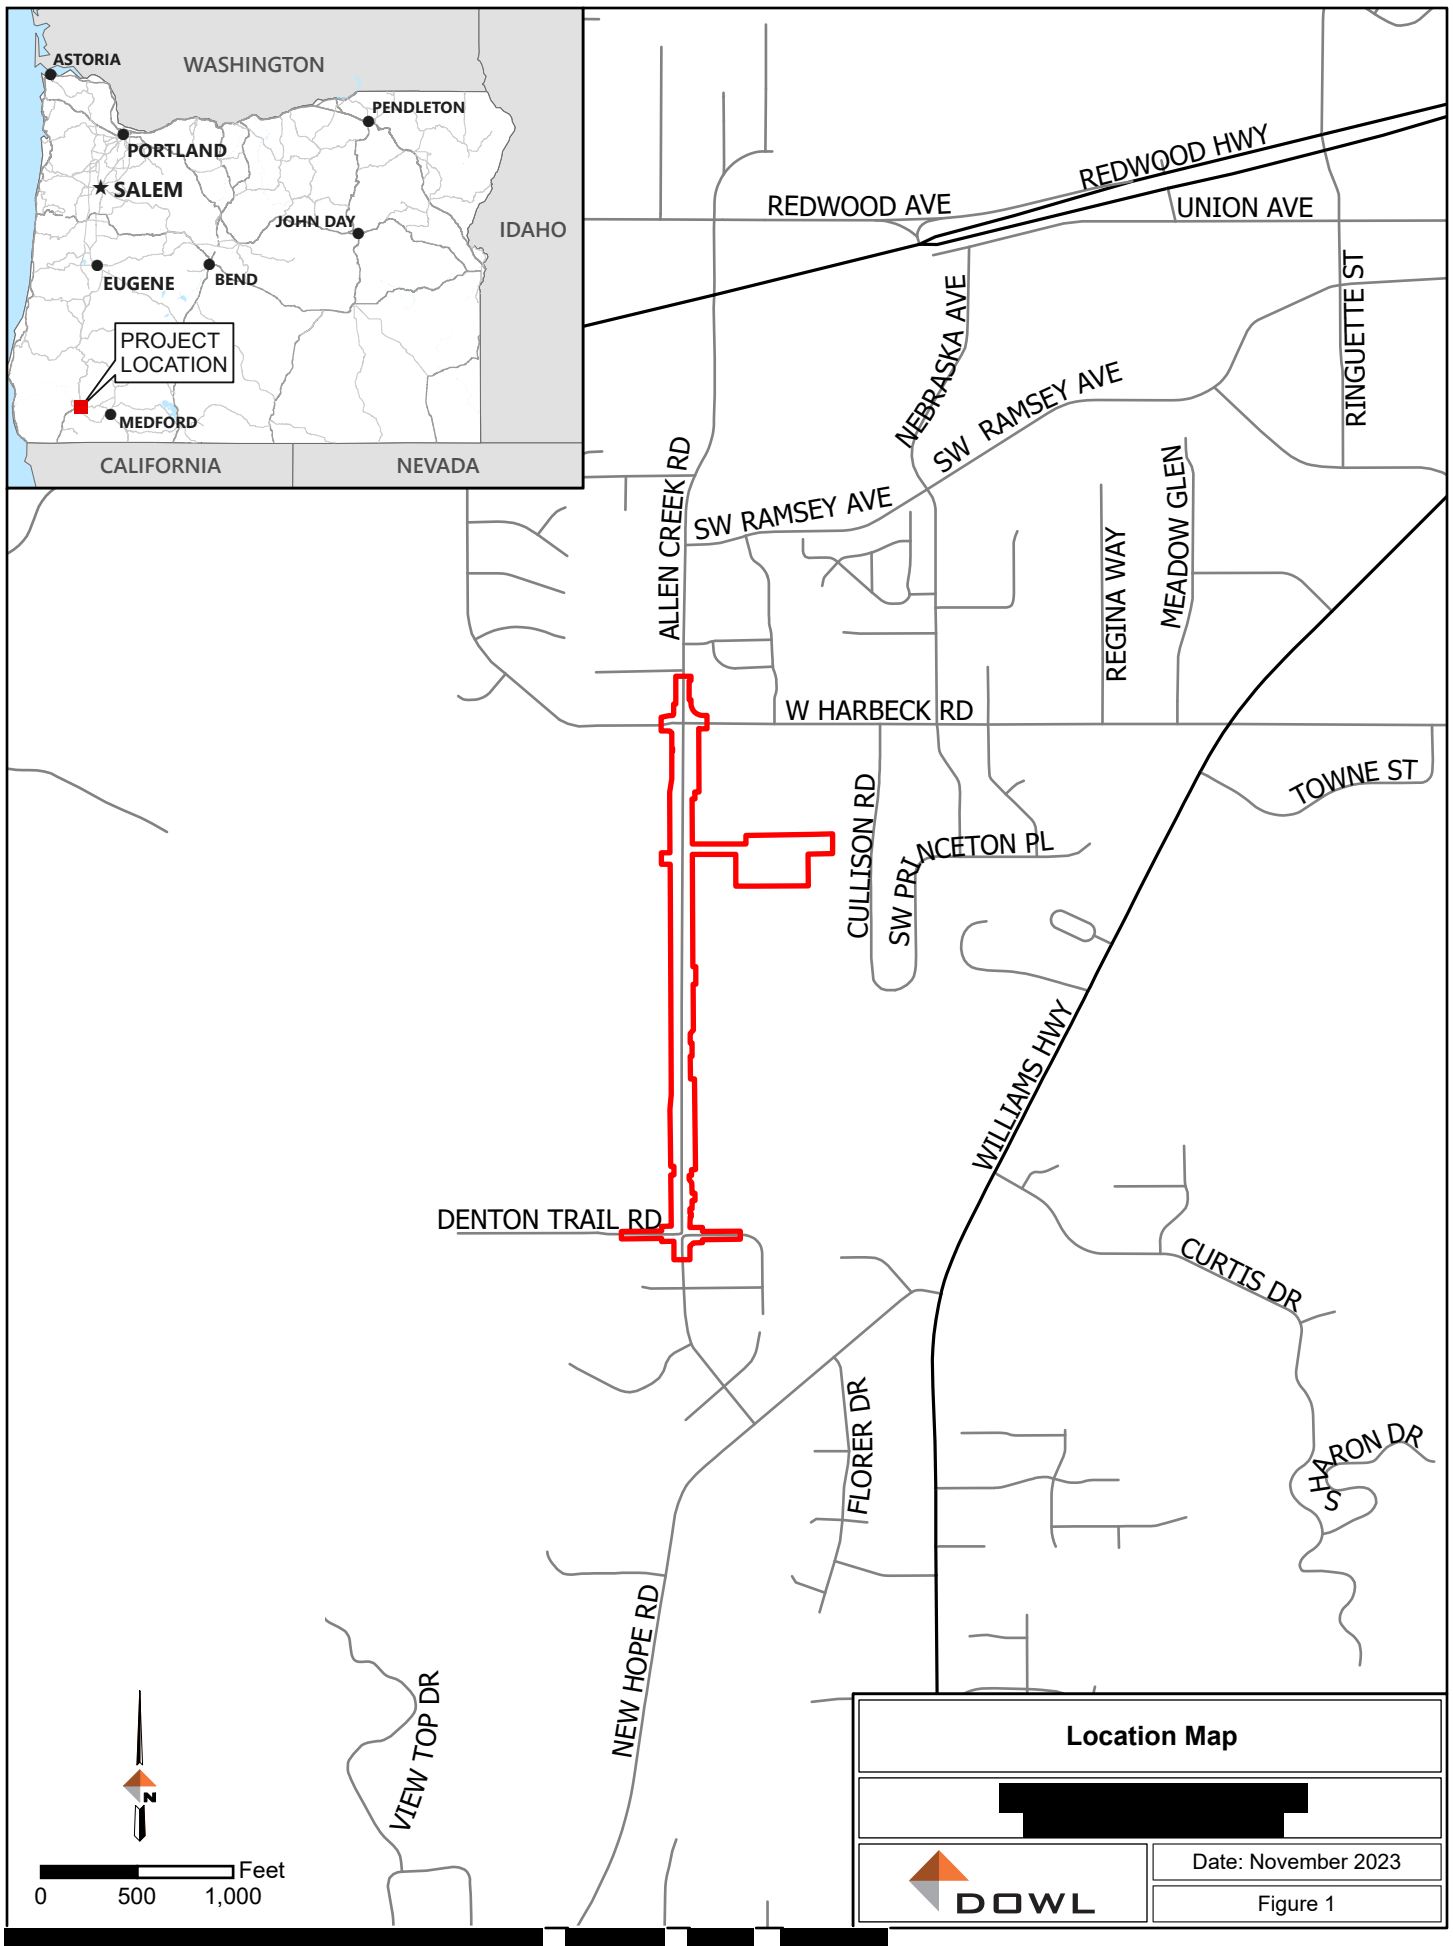 WASHINGTON
ASTORIA
PENDLETON
PORTLAND
SALEM
JOHN DAY
IDAHO
EUGENE
BEND
PROJECT
LOCATION
MEDFORD
CALIFORNIA
NEVADA
REDWOOD HWY
REDWOOD AVE
UNION AVE
NEBRASKA AVE
RINGUETTE ST
SW RAMSEY AVE
ALLEN CREEK RD
SW RAMSEY AVE
MEADOW GLEN
REGINA WAY
W HARBECK RD
TOWNE ST
CULLISON RD
SW PRINCETON PL
WILLIAMS HWY
DENTON TRAIL RD
CURTIS DR
FLORER DR
SHARON DR
NEW HOPE RD
VIEW TOP DR
N
Feet
0 500 1,000
Location Map
DOWL
Date: November 2023
Figure 1